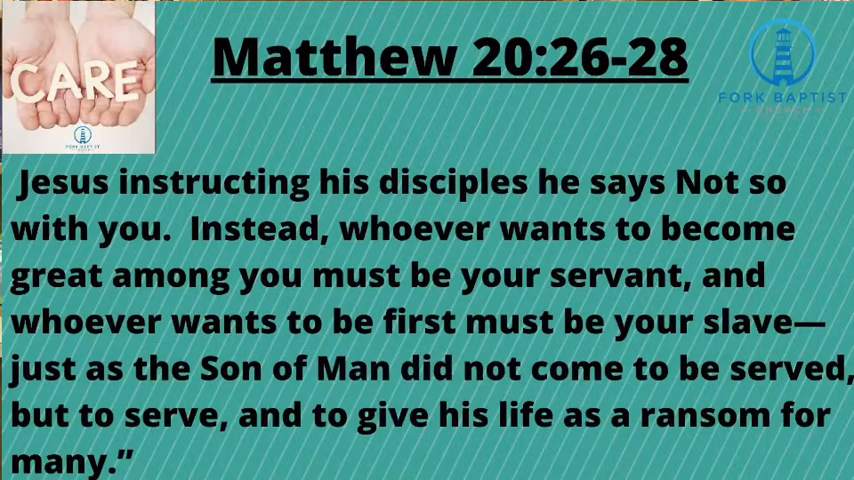 CARE
Matthew 20:26-28
FORK BAPTIST
CHURCH
Jesus instructing his disciples he says Not so
with you.  Instead, whoever wants to become
great among you must be your servant, and
whoever wants to be first must be your slave—
just as the Son of Man did not come to be served,
but to serve, and to give his life as a ransom for
many.”